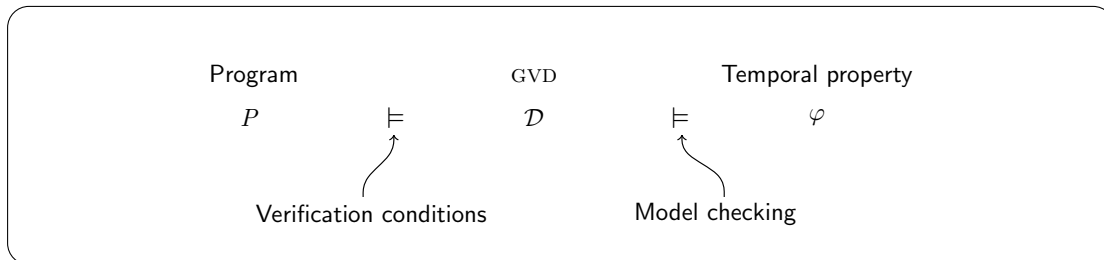 Program GVD Temporal property
P ⊨ 𝒟 ⊨ φ
Verification conditions Model checking